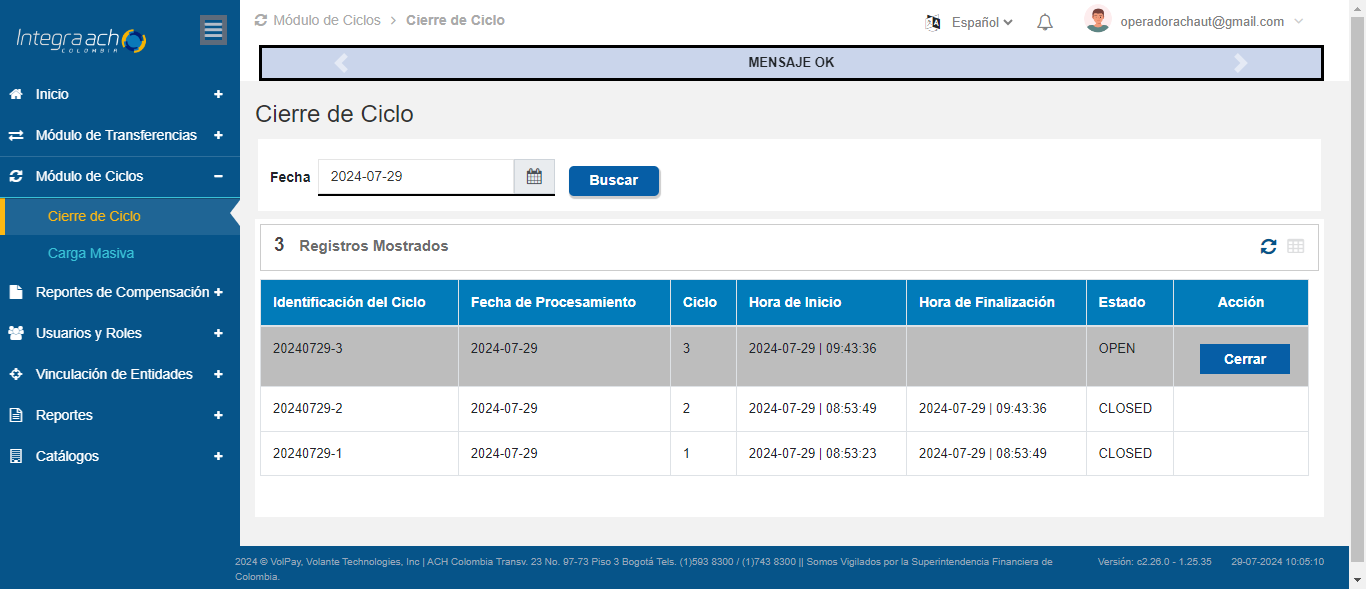 Integra ach
COLOMBIA
Inicio +
Módulo de Transferencias +
Módulo de Ciclos −
Cierre de Ciclo
Carga Masiva
Reportes de Compensación +
Usuarios y Roles +
Vinculación de Entidades +
Reportes +
Catálogos +
Módulo de Ciclos > Cierre de Ciclo
Español
operadorachaut@gmail.com
MENSAJE OK
Cierre de Ciclo
Fecha 2024-07-29 Buscar
3 Registros Mostrados
Identificación del Ciclo Fecha de Procesamiento Ciclo Hora de Inicio Hora de Finalización Estado Acción
20240729-3 2024-07-29 3 2024-07-29 | 09:43:36 OPEN Cerrar
20240729-2 2024-07-29 2 2024-07-29 | 08:53:49 2024-07-29 | 09:43:36 CLOSED
20240729-1 2024-07-29 1 2024-07-29 | 08:53:23 2024-07-29 | 08:53:49 CLOSED
2024 © VolPay, Volante Technologies, Inc | ACH Colombia Transv. 23 No. 97-73 Piso 3 Bogotá Tels. (1)593 8300 / (1)743 8300 || Somos Vigilados por la Superintendencia Financiera de
Colombia.
Versión: c2.26.0 - 1.25.35 29-07-2024 10:05:10